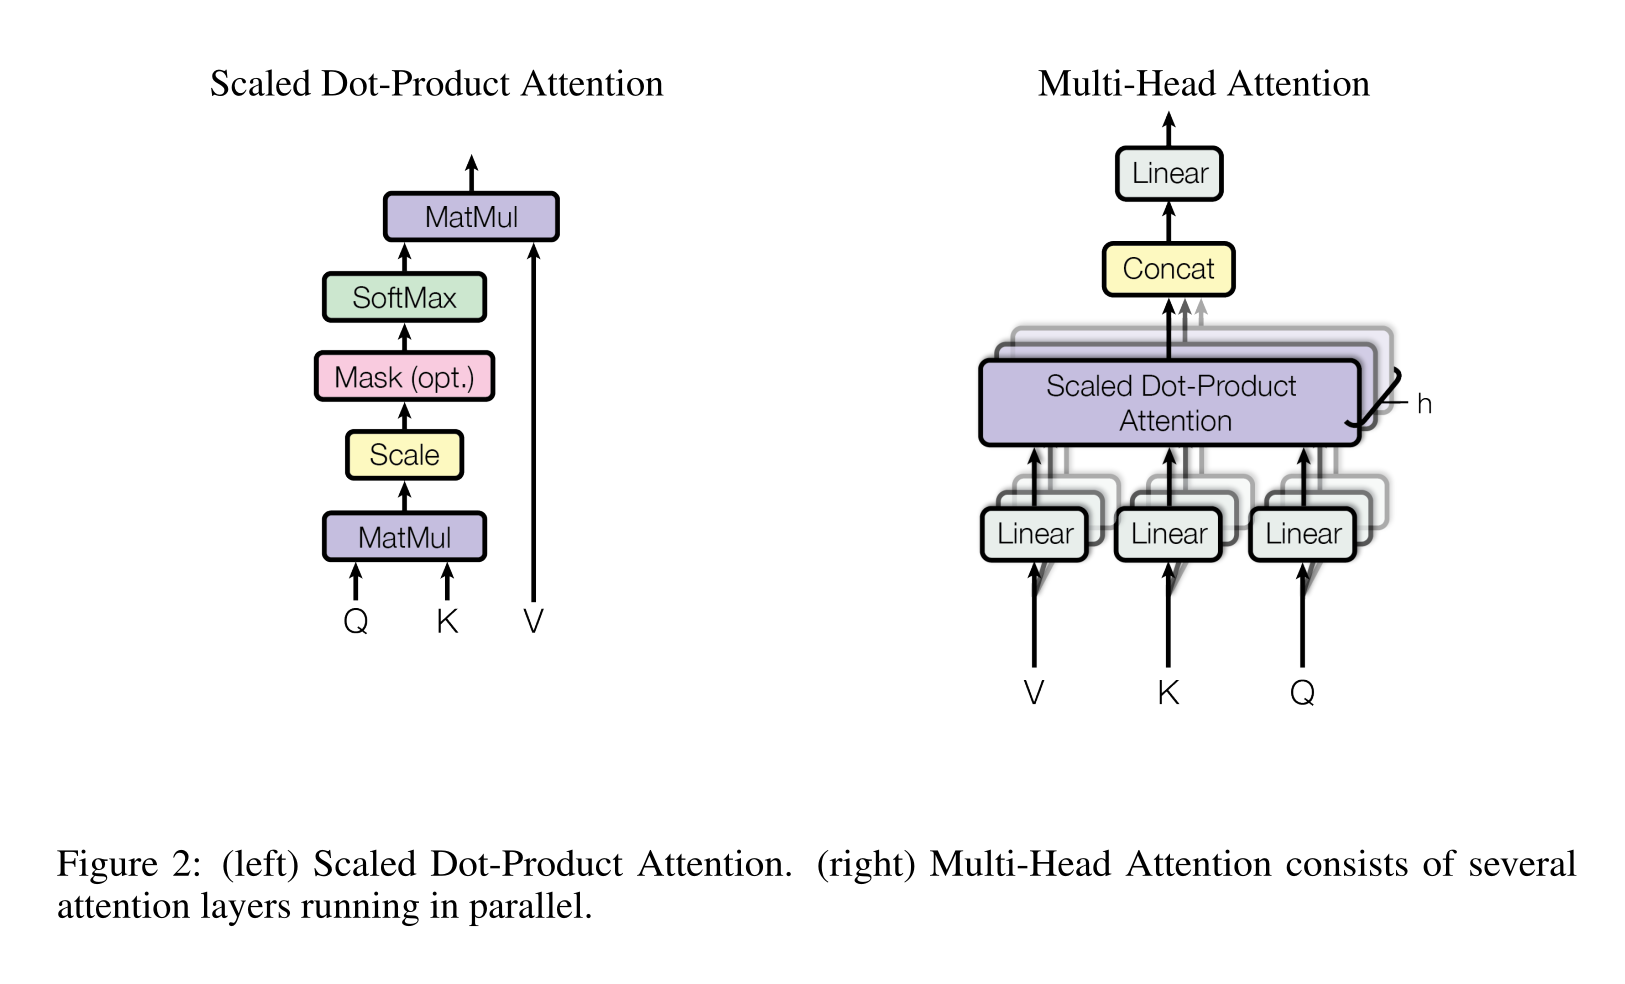 Scaled Dot-Product Attention
MatMul
SoftMax
Mask (opt.)
Scale
MatMul
Q K V
Multi-Head Attention
Linear
Concat
Scaled Dot-Product
Attention
h
Linear Linear Linear
V K Q
Figure 2: (left) Scaled Dot-Product Attention. (right) Multi-Head Attention consists of several
attention layers running in parallel.